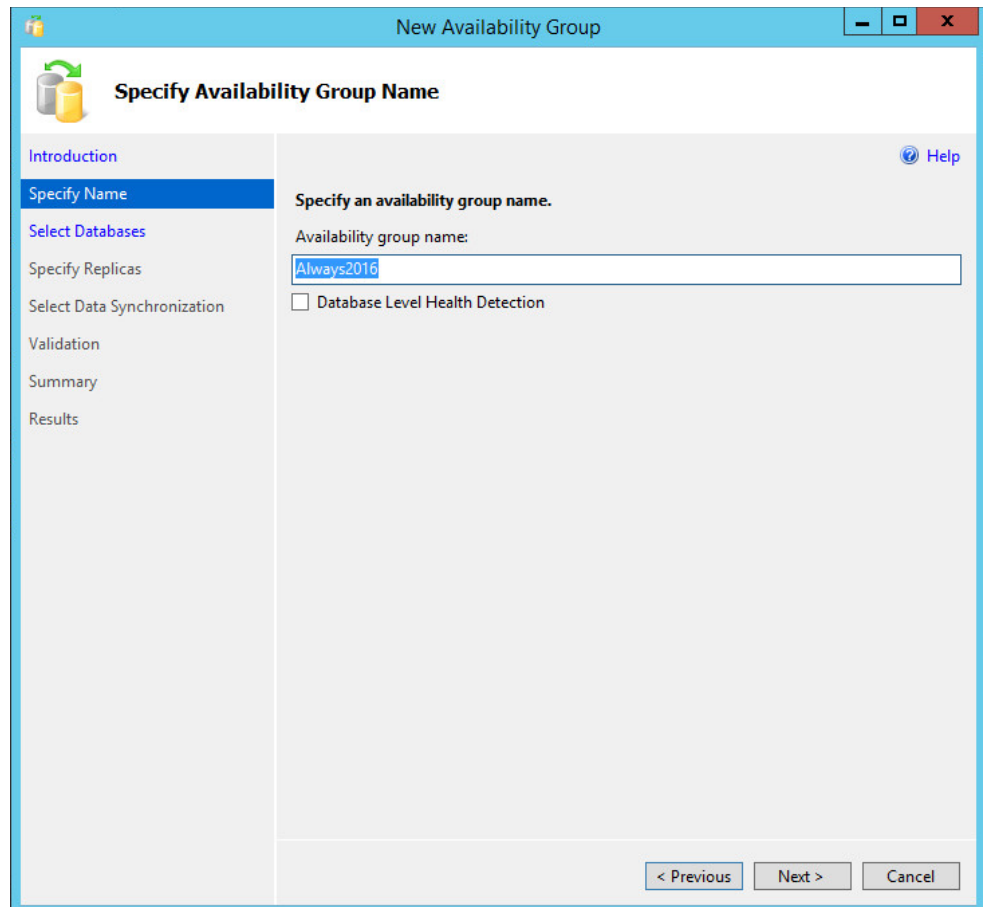 New Availability Group
Specify Availability Group Name
Introduction
Specify Name
Select Databases
Specify Replicas
Select Data Synchronization
Validation
Summary
Results
Help
Specify an availability group name.
Availability group name:
Always2016
Database Level Health Detection
< Previous
Next >
Cancel